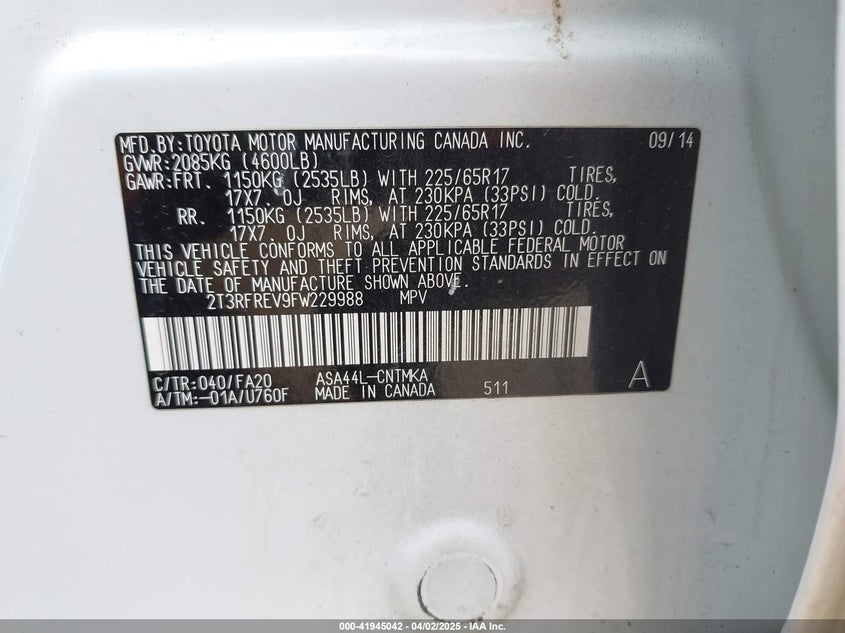 MFD.BY:TOYOTA MOTOR MANUFACTURING CANADA INC. 09/14
GVWR:2085KG (4600LB)
GAWR:FRT. 1150KG (2535LB) WITH 225/65R17 TIRES,
17X7.0J RIMS, AT 230KPA (33PSI) COLD.
RR. 1150KG (2535LB) WITH 225/65R17 TIRES,
17X7.0J RIMS, AT 230KPA (33PSI) COLD.
THIS VEHICLE CONFORMS TO ALL APPLICABLE FEDERAL MOTOR
VEHICLE SAFETY AND THEFT PREVENTION STANDARDS IN EFFECT ON
THE DATE OF MANUFACTURE SHOWN ABOVE.
2T3RFREV9FW229988 MPV
C/TR:040/FA20 ASA44L-CNTMKA A
A/TM:-01A/U760F MADE IN CANADA 511
000-41945042 - 04/02/2025 - IAA Inc.